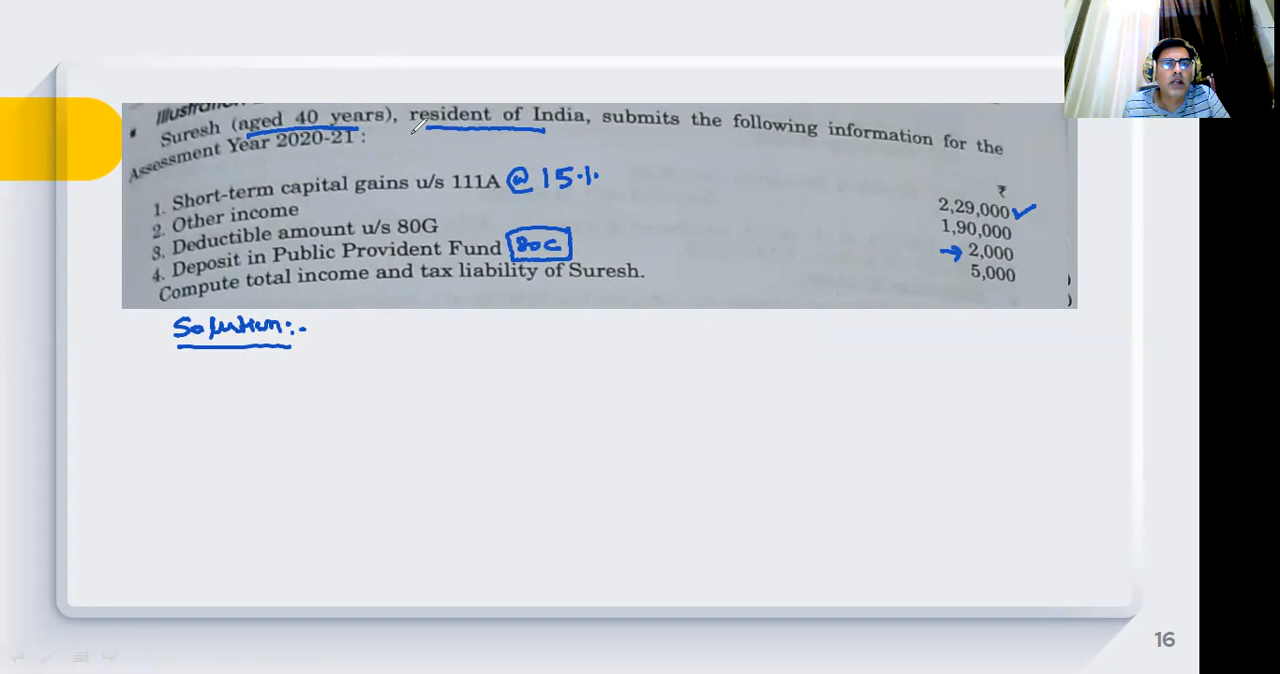 Illustration
Suresh (aged 40 years), resident of India, submits the following information for the
Assessment Year 2020-21 :
₹
1. Short-term capital gains u/s 111A @ 15% 2,29,000
2. Other income 1,90,000
3. Deductible amount u/s 80G 2,000
4. Deposit in Public Provident Fund 80C 5,000
Compute total income and tax liability of Suresh.
Solution:-
16